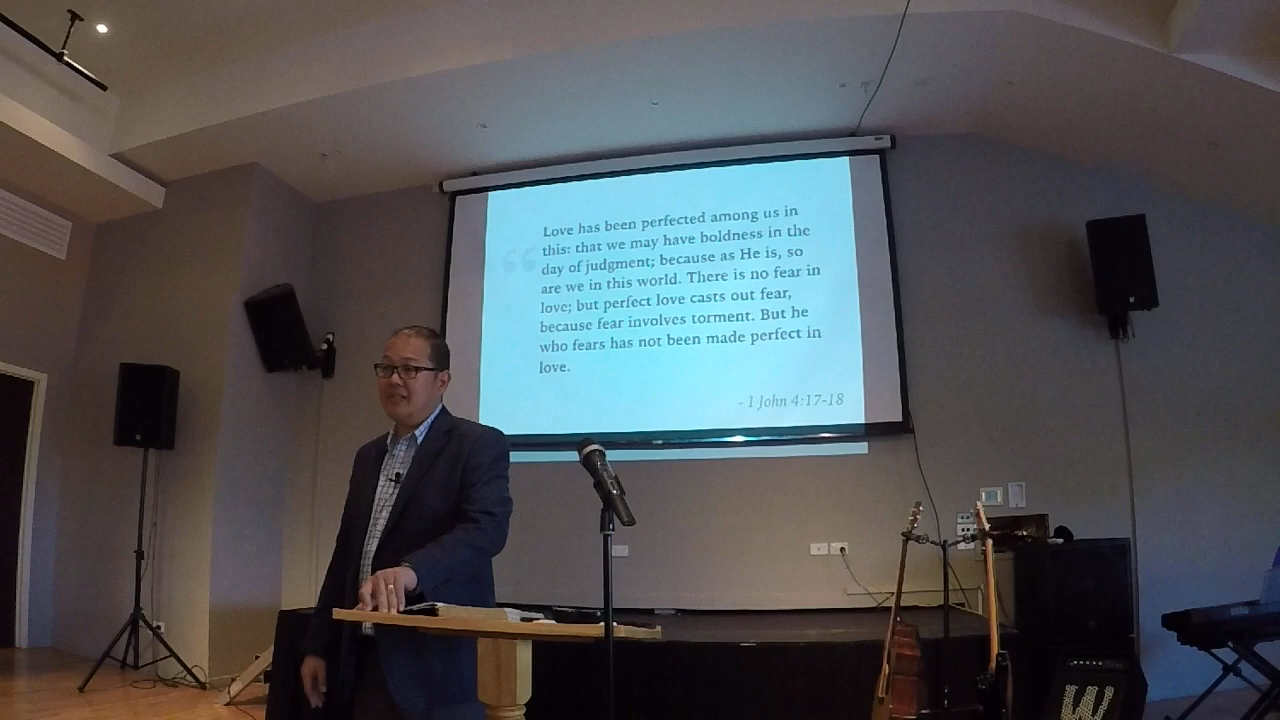 Love has been perfected among us in
this: that we may have boldness in the
day of judgment; because as He is, so
are we in this world. There is no fear in
love; but perfect love casts out fear,
because fear involves torment. But he
who fears has not been made perfect in
love.
- 1 John 4:17-18
W